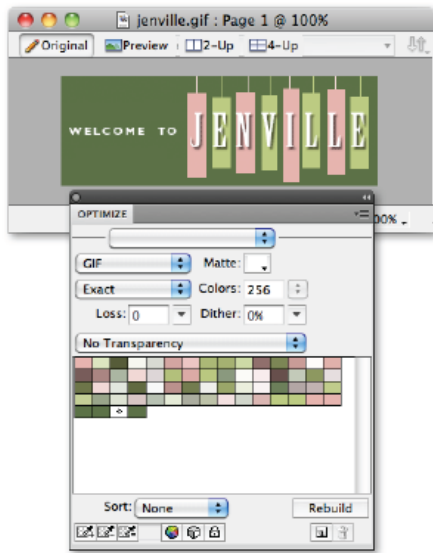 jenville.gif : Page 1 @ 100%
Original Preview 2-Up 4-Up
WELCOME TO JENVILLE
OPTIMIZE
00%
GIF Matte:
Exact Colors: 256
Loss: 0 Dither: 0%
No Transparency
Sort: None Rebuild